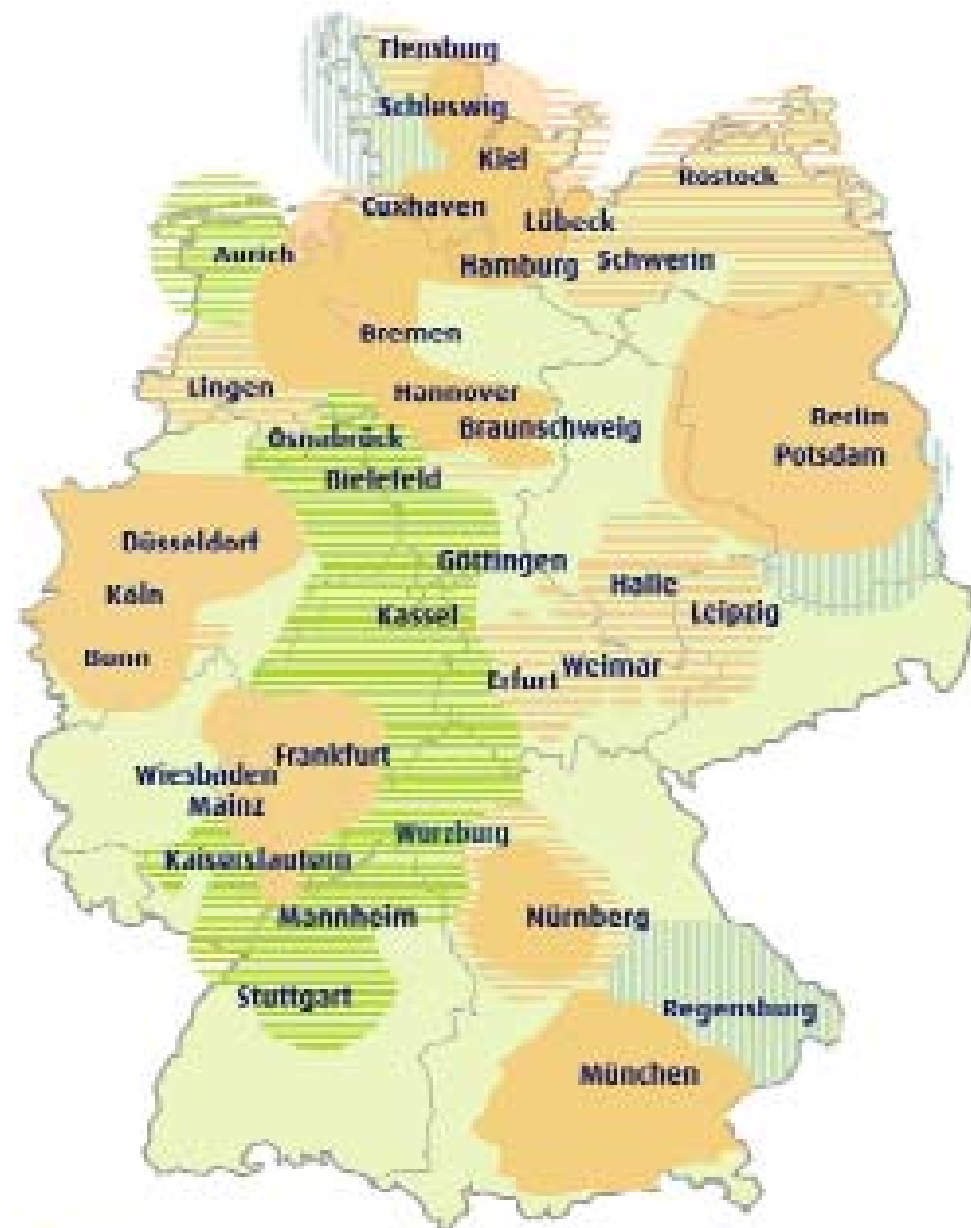 Flensburg
Schleswig
Kiel
Rostock
Cuxhaven
Lübeck
Aurich
Hamburg
Schwerin
Bremen
Lingen
Hannover
Berlin
Osnabrück
Braunschweig
Potsdam
Bielefeld
Düsseldorf
Göttingen
Halle
Köln
Kassel
Leipzig
Bonn
Erfurt
Weimar
Frankfurt
Wiesbaden
Mainz
Würzburg
Kaiserslautern
Mannheim
Nürnberg
Stuttgart
Regensburg
München